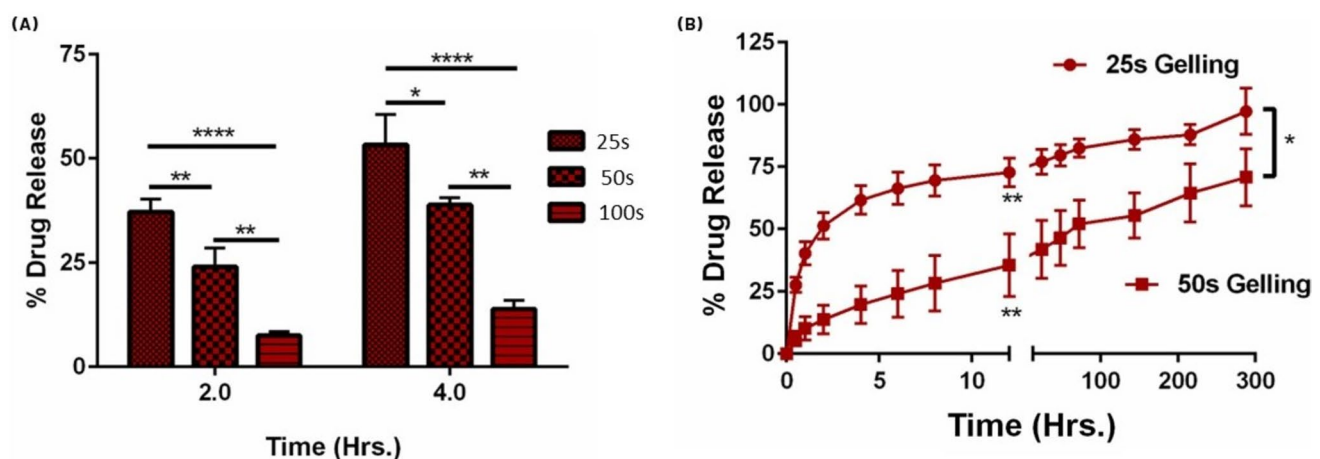 (A)
75
50
25
0
% Drug Release
****
**
**
****
*
**
2.0
4.0
Time (Hrs.)
25s
50s
100s
(B)
125
100
75
50
25
0
% Drug Release
25s Gelling
*
**
50s Gelling
**
0
5
10
100
200
300
Time (Hrs.)